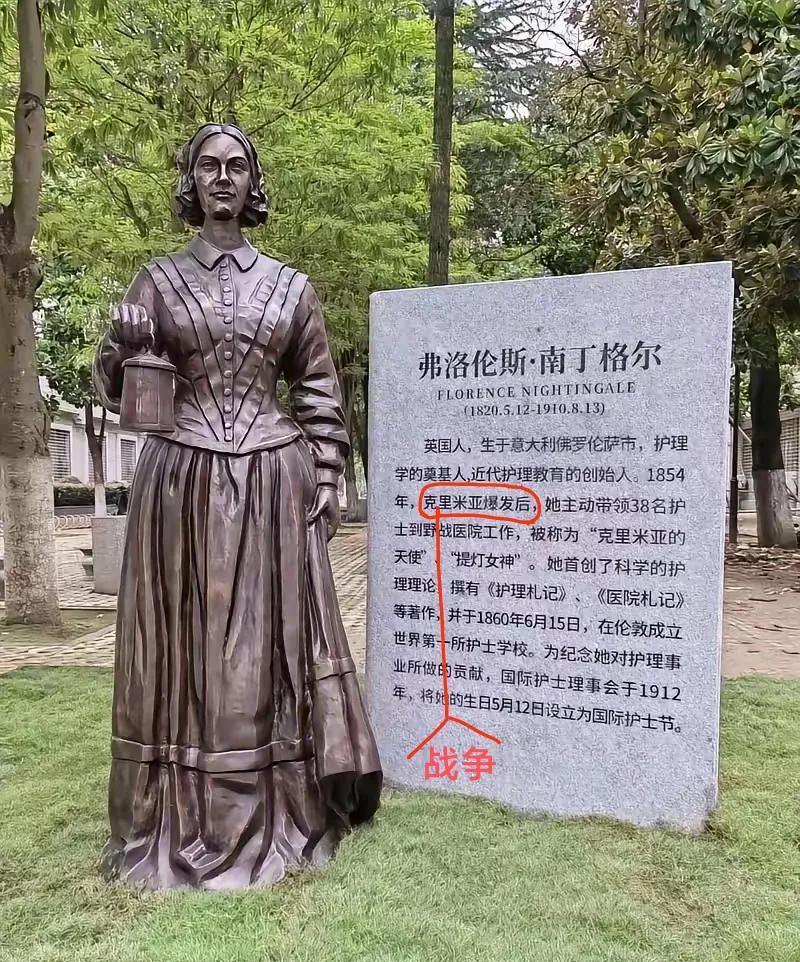 弗洛伦斯·南丁格尔
FLORENCE NIGHTINGALE
(1820.5.12-1910.8.13)
英国人，生于意大利佛罗伦萨市，护理
学的奠基人,近代护理教育的创始人。1854
年，克里米亚爆发后，她主动带领38名护
士到野战医院工作，被称为“克里米亚的
天使”、“提灯女神”。她首创了科学的护
理理论，撰有《护理札记》、《医院札记》
等著作，并于1860年6月15日，在伦敦成立
世界第一所护士学校。为纪念她对护理事
业所做的贡献，国际护士理事会于1912
年，将她的生日5月12日设立为国际护士节。
战争